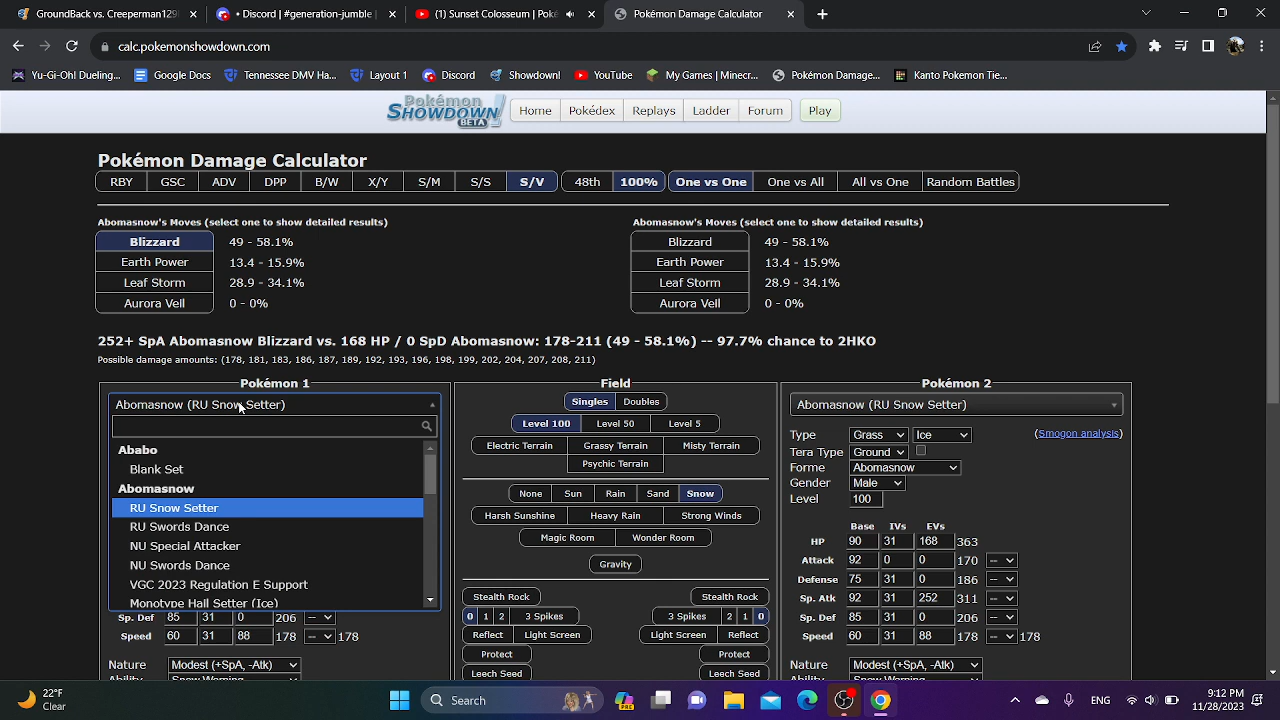 GroundBack vs. Creeperman129
• Discord | #generation-jumble |
(1) Sunset Colosseum | Poké
Pokémon Damage Calculator
calc.pokemonshowdown.com
Yu-Gi-Oh! Dueling... Google Docs Tennessee DMV Ha... Layout 1 Discord Showdown! YouTube My Games | Minecr... Pokémon Damage... Kanto Pokemon Tie...
Pokémon SHOWDOWN! BETA Home Pokédex Replays Ladder Forum Play
Pokémon Damage Calculator
RBY GSC ADV DPP B/W X/Y S/M S/S S/V 48th 100% One vs One One vs All All vs One Random Battles
Abomasnow's Moves (select one to show detailed results)
Blizzard 49 - 58.1%
Earth Power 13.4 - 15.9%
Leaf Storm 28.9 - 34.1%
Aurora Veil 0 - 0%
Abomasnow's Moves (select one to show detailed results)
Blizzard 49 - 58.1%
Earth Power 13.4 - 15.9%
Leaf Storm 28.9 - 34.1%
Aurora Veil 0 - 0%
252+ SpA Abomasnow Blizzard vs. 168 HP / 0 SpD Abomasnow: 178-211 (49 - 58.1%) -- 97.7% chance to 2HKO
Possible damage amounts: (178, 181, 183, 186, 187, 189, 192, 193, 196, 198, 199, 202, 204, 207, 208, 211)
Pokémon 1
Abomasnow (RU Snow Setter)
Ababo
Blank Set
Abomasnow
RU Snow Setter
RU Swords Dance
NU Special Attacker
NU Swords Dance
VGC 2023 Regulation E Support
Monotype Hall Setter (Ice)
Sp. Def 85 31 0 206 --
Speed 60 31 88 178 -- 178
Nature Modest (+SpA, -Atk)
Snow Warning
Field
Singles Doubles
Level 100 Level 50 Level 5
Electric Terrain Grassy Terrain Misty Terrain
Psychic Terrain
None Sun Rain Sand Snow
Harsh Sunshine Heavy Rain Strong Winds
Magic Room Wonder Room
Gravity
Stealth Rock Stealth Rock
0 1 2 3 Spikes 3 Spikes 2 1 0
Reflect Light Screen Light Screen Reflect
Protect Protect
Leech Seed Leech Seed
Pokémon 2
Abomasnow (RU Snow Setter)
Type Grass Ice (Smogon analysis)
Tera Type Ground
Forme Abomasnow
Gender Male
Level 100
Base IVs EVs
HP 90 31 168 363
Attack 92 0 0 170 --
Defense 75 31 0 186 --
Sp. Atk 92 31 252 311 --
Sp. Def 85 31 0 206 --
Speed 60 31 88 178 -- 178
Nature Modest (+SpA, -Atk)
Snow Warning
22°F
Clear
Search
PRE
ENG
9:12 PM
11/28/2023